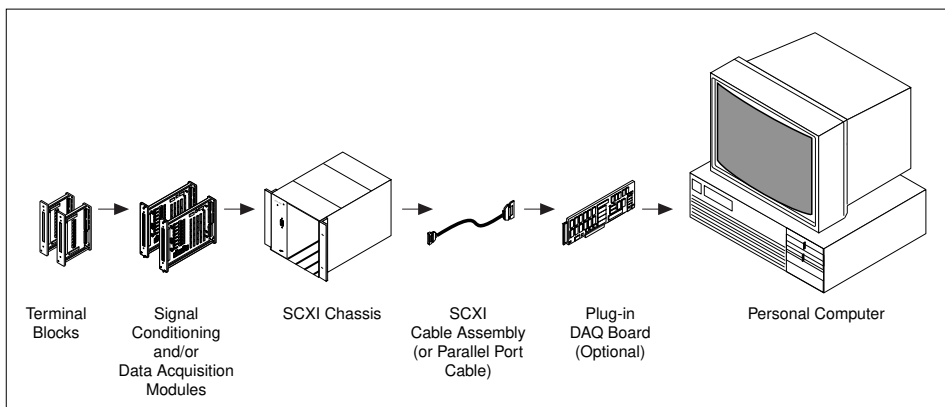 Terminal
Blocks
Signal
Conditioning
and/or
Data Acquisition
Modules
SCXI Chassis
SCXI
Cable Assembly
(or Parallel Port
Cable)
Plug-in
DAQ Board
(Optional)
Personal Computer